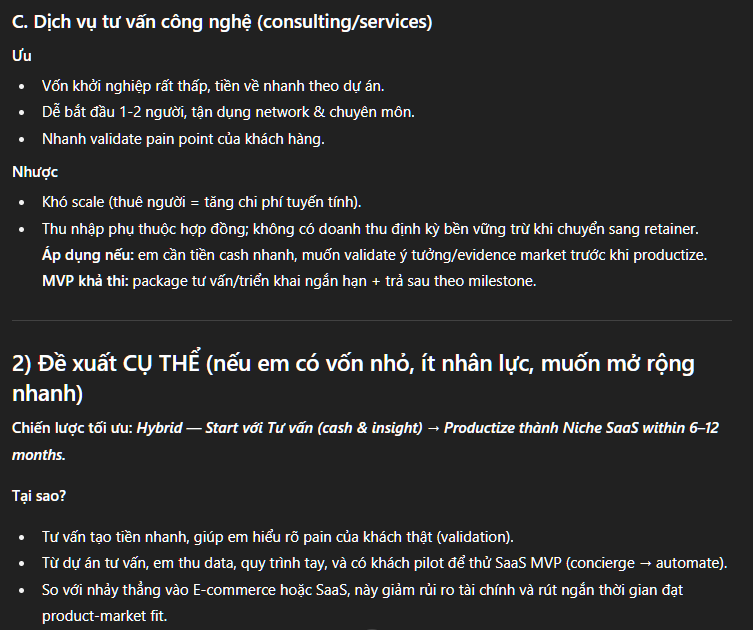 C. Dịch vụ tư vấn công nghệ (consulting/services)
Ưu
• Vốn khởi nghiệp rất thấp, tiền về nhanh theo dự án.
• Dễ bắt đầu 1-2 người, tận dụng network & chuyên môn.
• Nhanh validate pain point của khách hàng.
Nhược
• Khó scale (thuê người = tăng chi phí tuyến tính).
• Thu nhập phụ thuộc hợp đồng; không có doanh thu định kỳ bền vững trừ khi chuyển sang retainer.
Áp dụng nếu: em cần tiền cash nhanh, muốn validate ý tưởng/evidence market trước khi productize.
MVP khả thi: package tư vấn/triển khai ngắn hạn + trả sau theo milestone.
2) Đề xuất CỤ THỂ (nếu em có vốn nhỏ, ít nhân lực, muốn mở rộng
nhanh)
Chiến lược tối ưu: Hybrid — Start với Tư vấn (cash & insight) → Productize thành Niche SaaS within 6–12
months.
Tại sao?
• Tư vấn tạo tiền nhanh, giúp em hiểu rõ pain của khách thật (validation).
• Từ dự án tư vấn, em thu data, quy trình tay, và có khách pilot để thử SaaS MVP (concierge → automate).
• So với nhảy thẳng vào E-commerce hoặc SaaS, này giảm rủi ro tài chính và rút ngắn thời gian đạt
product-market fit.